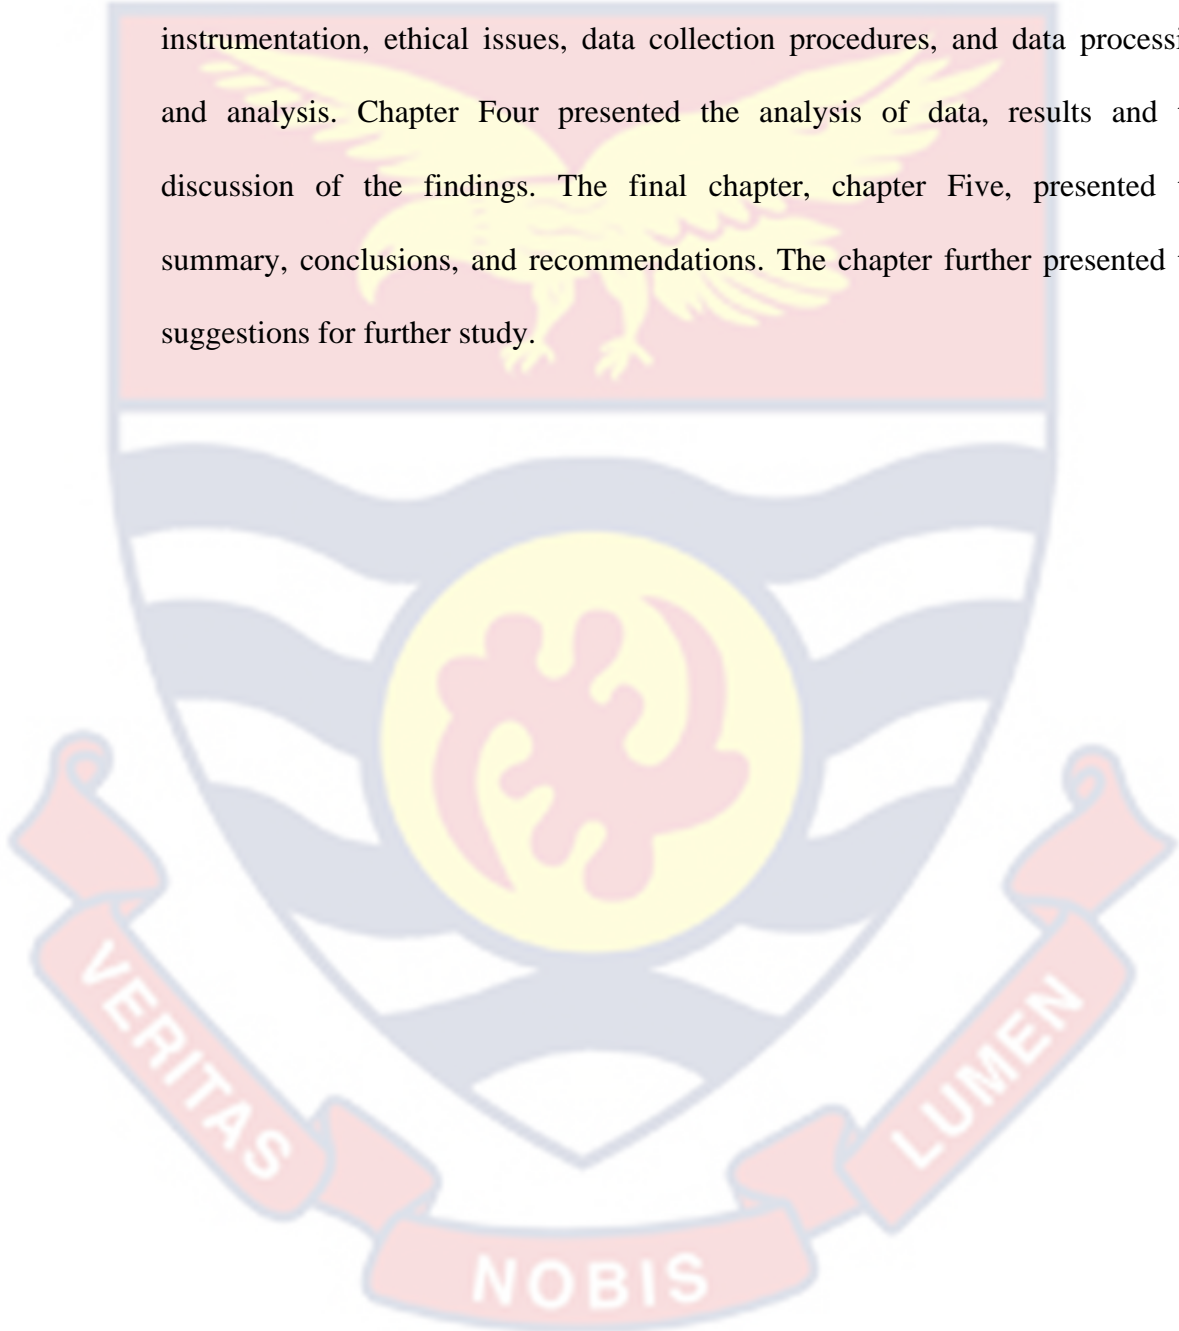 instrumentation, ethical issues, data collection procedures, and data processi
and analysis. Chapter Four presented the analysis of data, results and
discussion of the findings. The final chapter, chapter Five, presented
summary, conclusions, and recommendations. The chapter further presented
suggestions for further study.
VERITAS
NOBIS
LUMEN